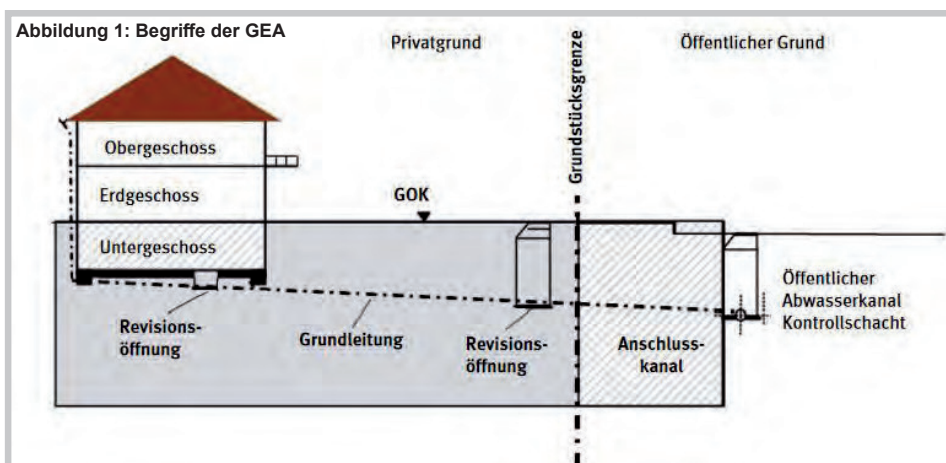 Abbildung 1: Begriffe der GEA
Privatgrund
Öffentlicher Grund
Grundstücksgrenze
Obergeschoss
Erdgeschoss
GOK
Untergeschoss
Öffentlicher
Abwasserkanal
Kontrollschacht
Revisions-
öffnung
Grundleitung
Revisions-
öffnung
Anschluss-
kanal